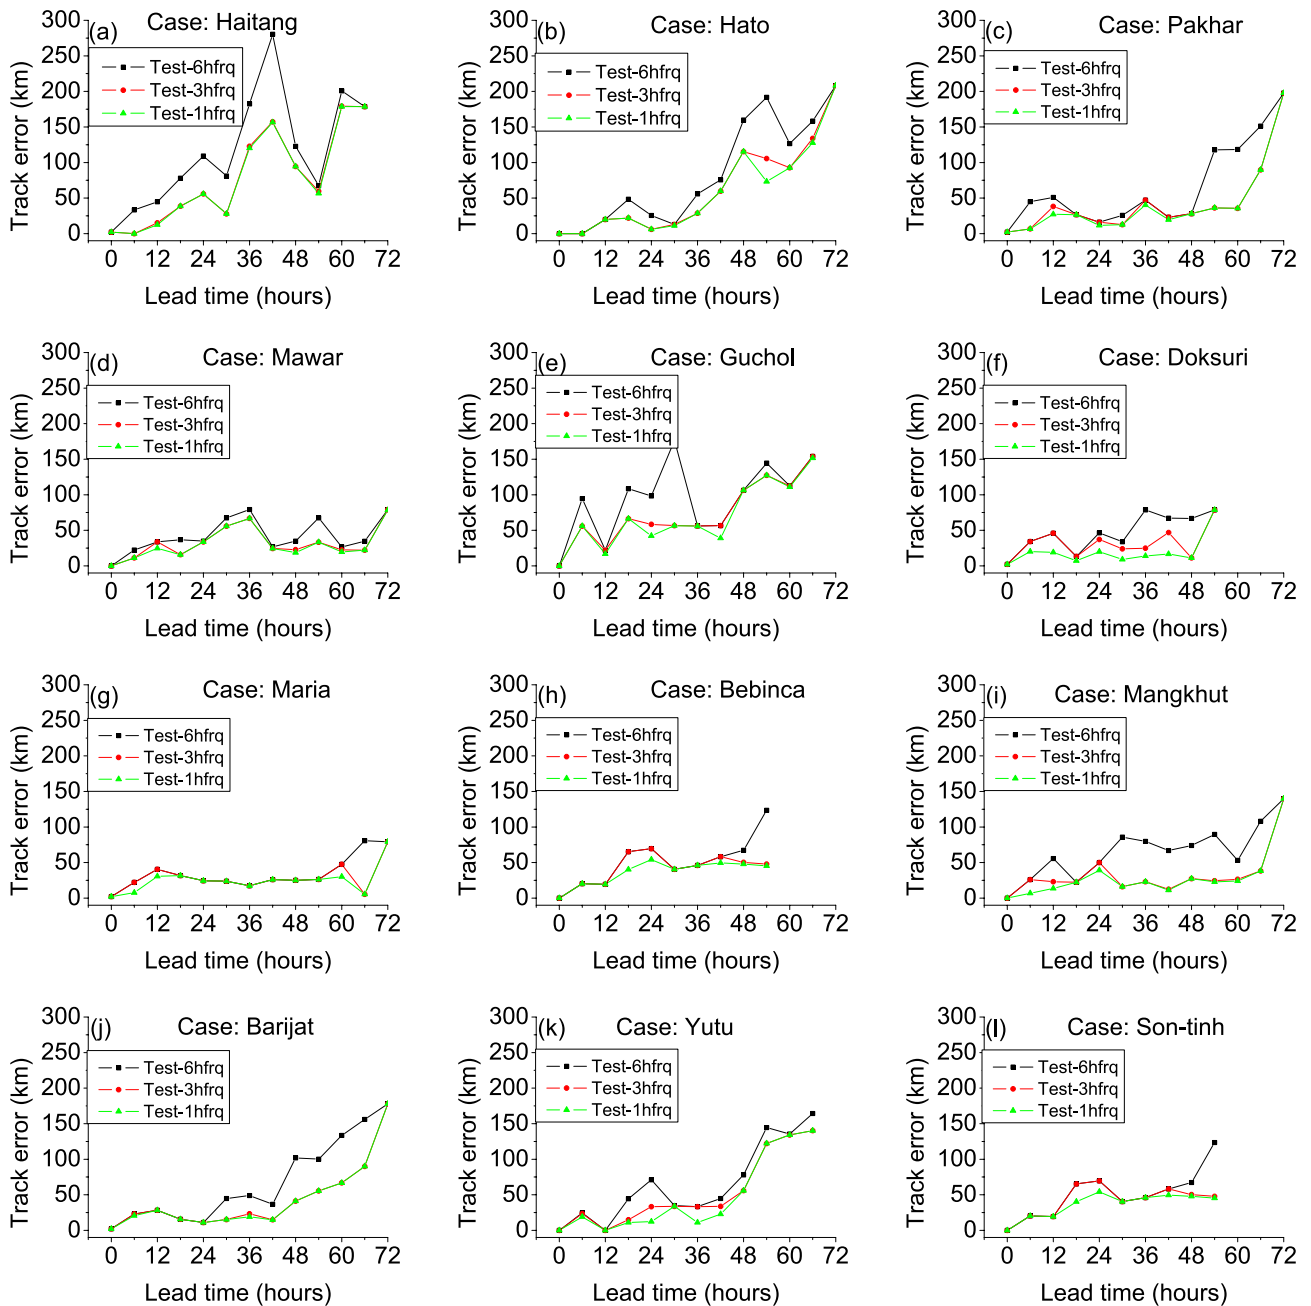 (a) Case: Haitang
Track error (km)
300
250
200
150
100
50
0
Test-6hfrq
Test-3hfrq
Test-1hfrq
0 12 24 36 48 60 72
Lead time (hours)
(b) Case: Hato
Track error (km)
300
250
200
150
100
50
0
Test-6hfrq
Test-3hfrq
Test-1hfrq
0 12 24 36 48 60 72
Lead time (hours)
(c) Case: Pakhar
Track error (km)
300
250
200
150
100
50
0
Test-6hfrq
Test-3hfrq
Test-1hfrq
0 12 24 36 48 60 72
Lead time (hours)
(d) Case: Mawar
Track error (km)
300
250
200
150
100
50
0
Test-6hfrq
Test-3hfrq
Test-1hfrq
0 12 24 36 48 60 72
Lead time (hours)
(e) Case: Guchol
Track error (km)
300
250
200
150
100
50
0
Test-6hfrq
Test-3hfrq
Test-1hfrq
0 12 24 36 48 60 72
Lead time (hours)
(f) Case: Doksuri
Track error (km)
300
250
200
150
100
50
0
Test-6hfrq
Test-3hfrq
Test-1hfrq
0 12 24 36 48 60 72
Lead time (hours)
(g) Case: Maria
Track error (km)
300
250
200
150
100
50
0
Test-6hfrq
Test-3hfrq
Test-1hfrq
0 12 24 36 48 60 72
Lead time (hours)
(h) Case: Bebinca
Track error (km)
300
250
200
150
100
50
0
Test-6hfrq
Test-3hfrq
Test-1hfrq
0 12 24 36 48 60 72
Lead time (hours)
(i) Case: Mangkhut
Track error (km)
300
250
200
150
100
50
0
Test-6hfrq
Test-3hfrq
Test-1hfrq
0 12 24 36 48 60 72
Lead time (hours)
(j) Case: Barijat
Track error (km)
300
250
200
150
100
50
0
Test-6hfrq
Test-3hfrq
Test-1hfrq
0 12 24 36 48 60 72
Lead time (hours)
(k) Case: Yutu
Track error (km)
300
250
200
150
100
50
0
Test-6hfrq
Test-3hfrq
Test-1hfrq
0 12 24 36 48 60 72
Lead time (hours)
(l) Case: Son-tinh
Track error (km)
300
250
200
150
100
50
0
Test-6hfrq
Test-3hfrq
Test-1hfrq
0 12 24 36 48 60 72
Lead time (hours)